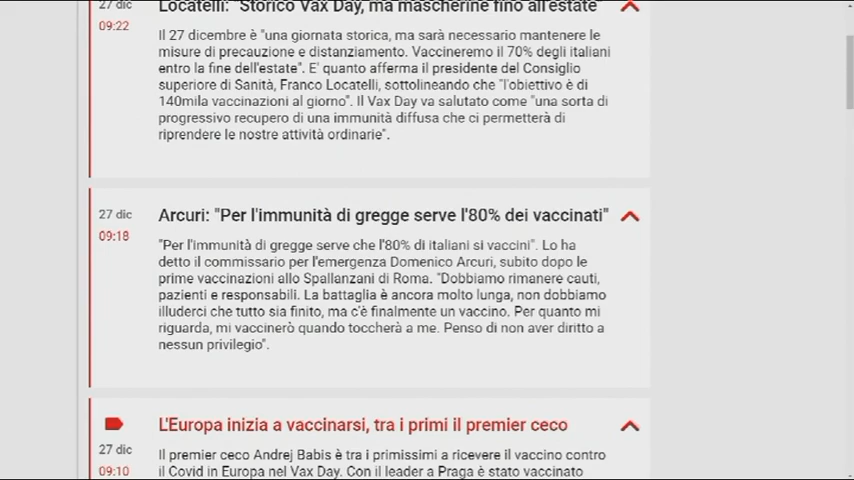 27 dic
Locatelli: "Storico Vax Day, ma mascherine fino all'estate"
09:22
Il 27 dicembre è "una giornata storica, ma sarà necessario mantenere le
misure di precauzione e distanziamento. Vaccineremo il 70% degli italiani
entro la fine dell'estate". E' quanto afferma il presidente del Consiglio
superiore di Sanità, Franco Locatelli, sottolineando che "l'obiettivo è di
140mila vaccinazioni al giorno". Il Vax Day va salutato come "una sorta di
progressivo recupero di una immunità diffusa che ci permetterà di
riprendere le nostre attività ordinarie".
27 dic
Arcuri: "Per l'immunità di gregge serve l'80% dei vaccinati"
09:18
"Per l'immunità di gregge serve che l'80% di italiani si vaccini". Lo ha
detto il commissario per l'emergenza Domenico Arcuri, subito dopo le
prime vaccinazioni allo Spallanzani di Roma. "Dobbiamo rimanere cauti,
pazienti e responsabili. La battaglia è ancora molto lunga, non dobbiamo
illuderci che tutto sia finito, ma c'è finalmente un vaccino. Per quanto mi
riguarda, mi vaccinerò quando toccherà a me. Penso di non aver diritto a
nessun privilegio".
L'Europa inizia a vaccinarsi, tra i primi il premier ceco
27 dic
09:10
Il premier ceco Andrej Babis è tra i primissimi a ricevere il vaccino contro
il Covid in Europa nel Vax Day. Con il leader a Praga è stato vaccinato